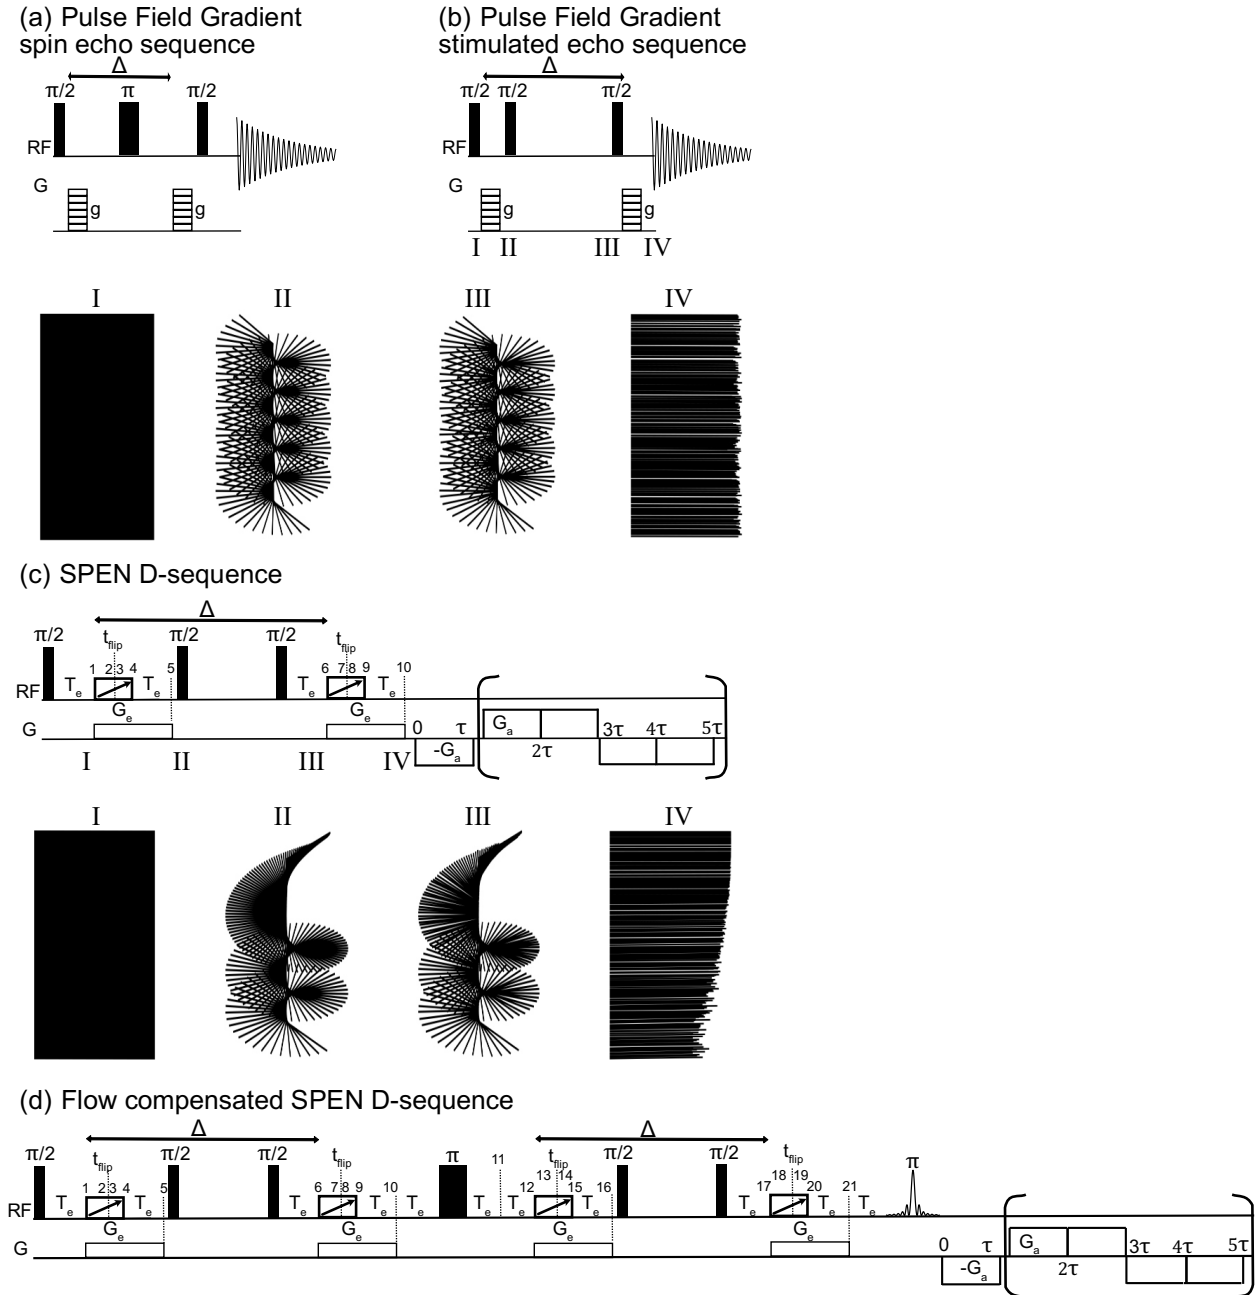 (a) Pulse Field Gradient
spin echo sequence
Δ
π/2 π π/2
RF
G
g g
(b) Pulse Field Gradient
stimulated echo sequence
Δ
π/2 π/2 π/2
RF
G
g g
I II III IV
I II III IV
(c) SPEN D-sequence
Δ
π/2 t_flip π/2 π/2 t_flip
1 2 3 4 5 6 7 8 9 10
RF T_e T_e T_e T_e
G_e G_e
G 0 τ G_a 3τ 4τ 5τ
-G_a 2τ
I II III IV
I II III IV
(d) Flow compensated SPEN D-sequence
Δ Δ
π/2 t_flip π/2 π/2 t_flip π 11 t_flip π/2 π/2 t_flip π
1 2 3 4 5 6 7 8 9 10 12 13 14 15 16 17 18 19 20 21
RF T_e T_e T_e T_e T_e T_e T_e T_e T_e T_e T_e
G_e G_e G_e G_e
G 0 τ G_a 3τ 4τ 5τ
-G_a 2τ